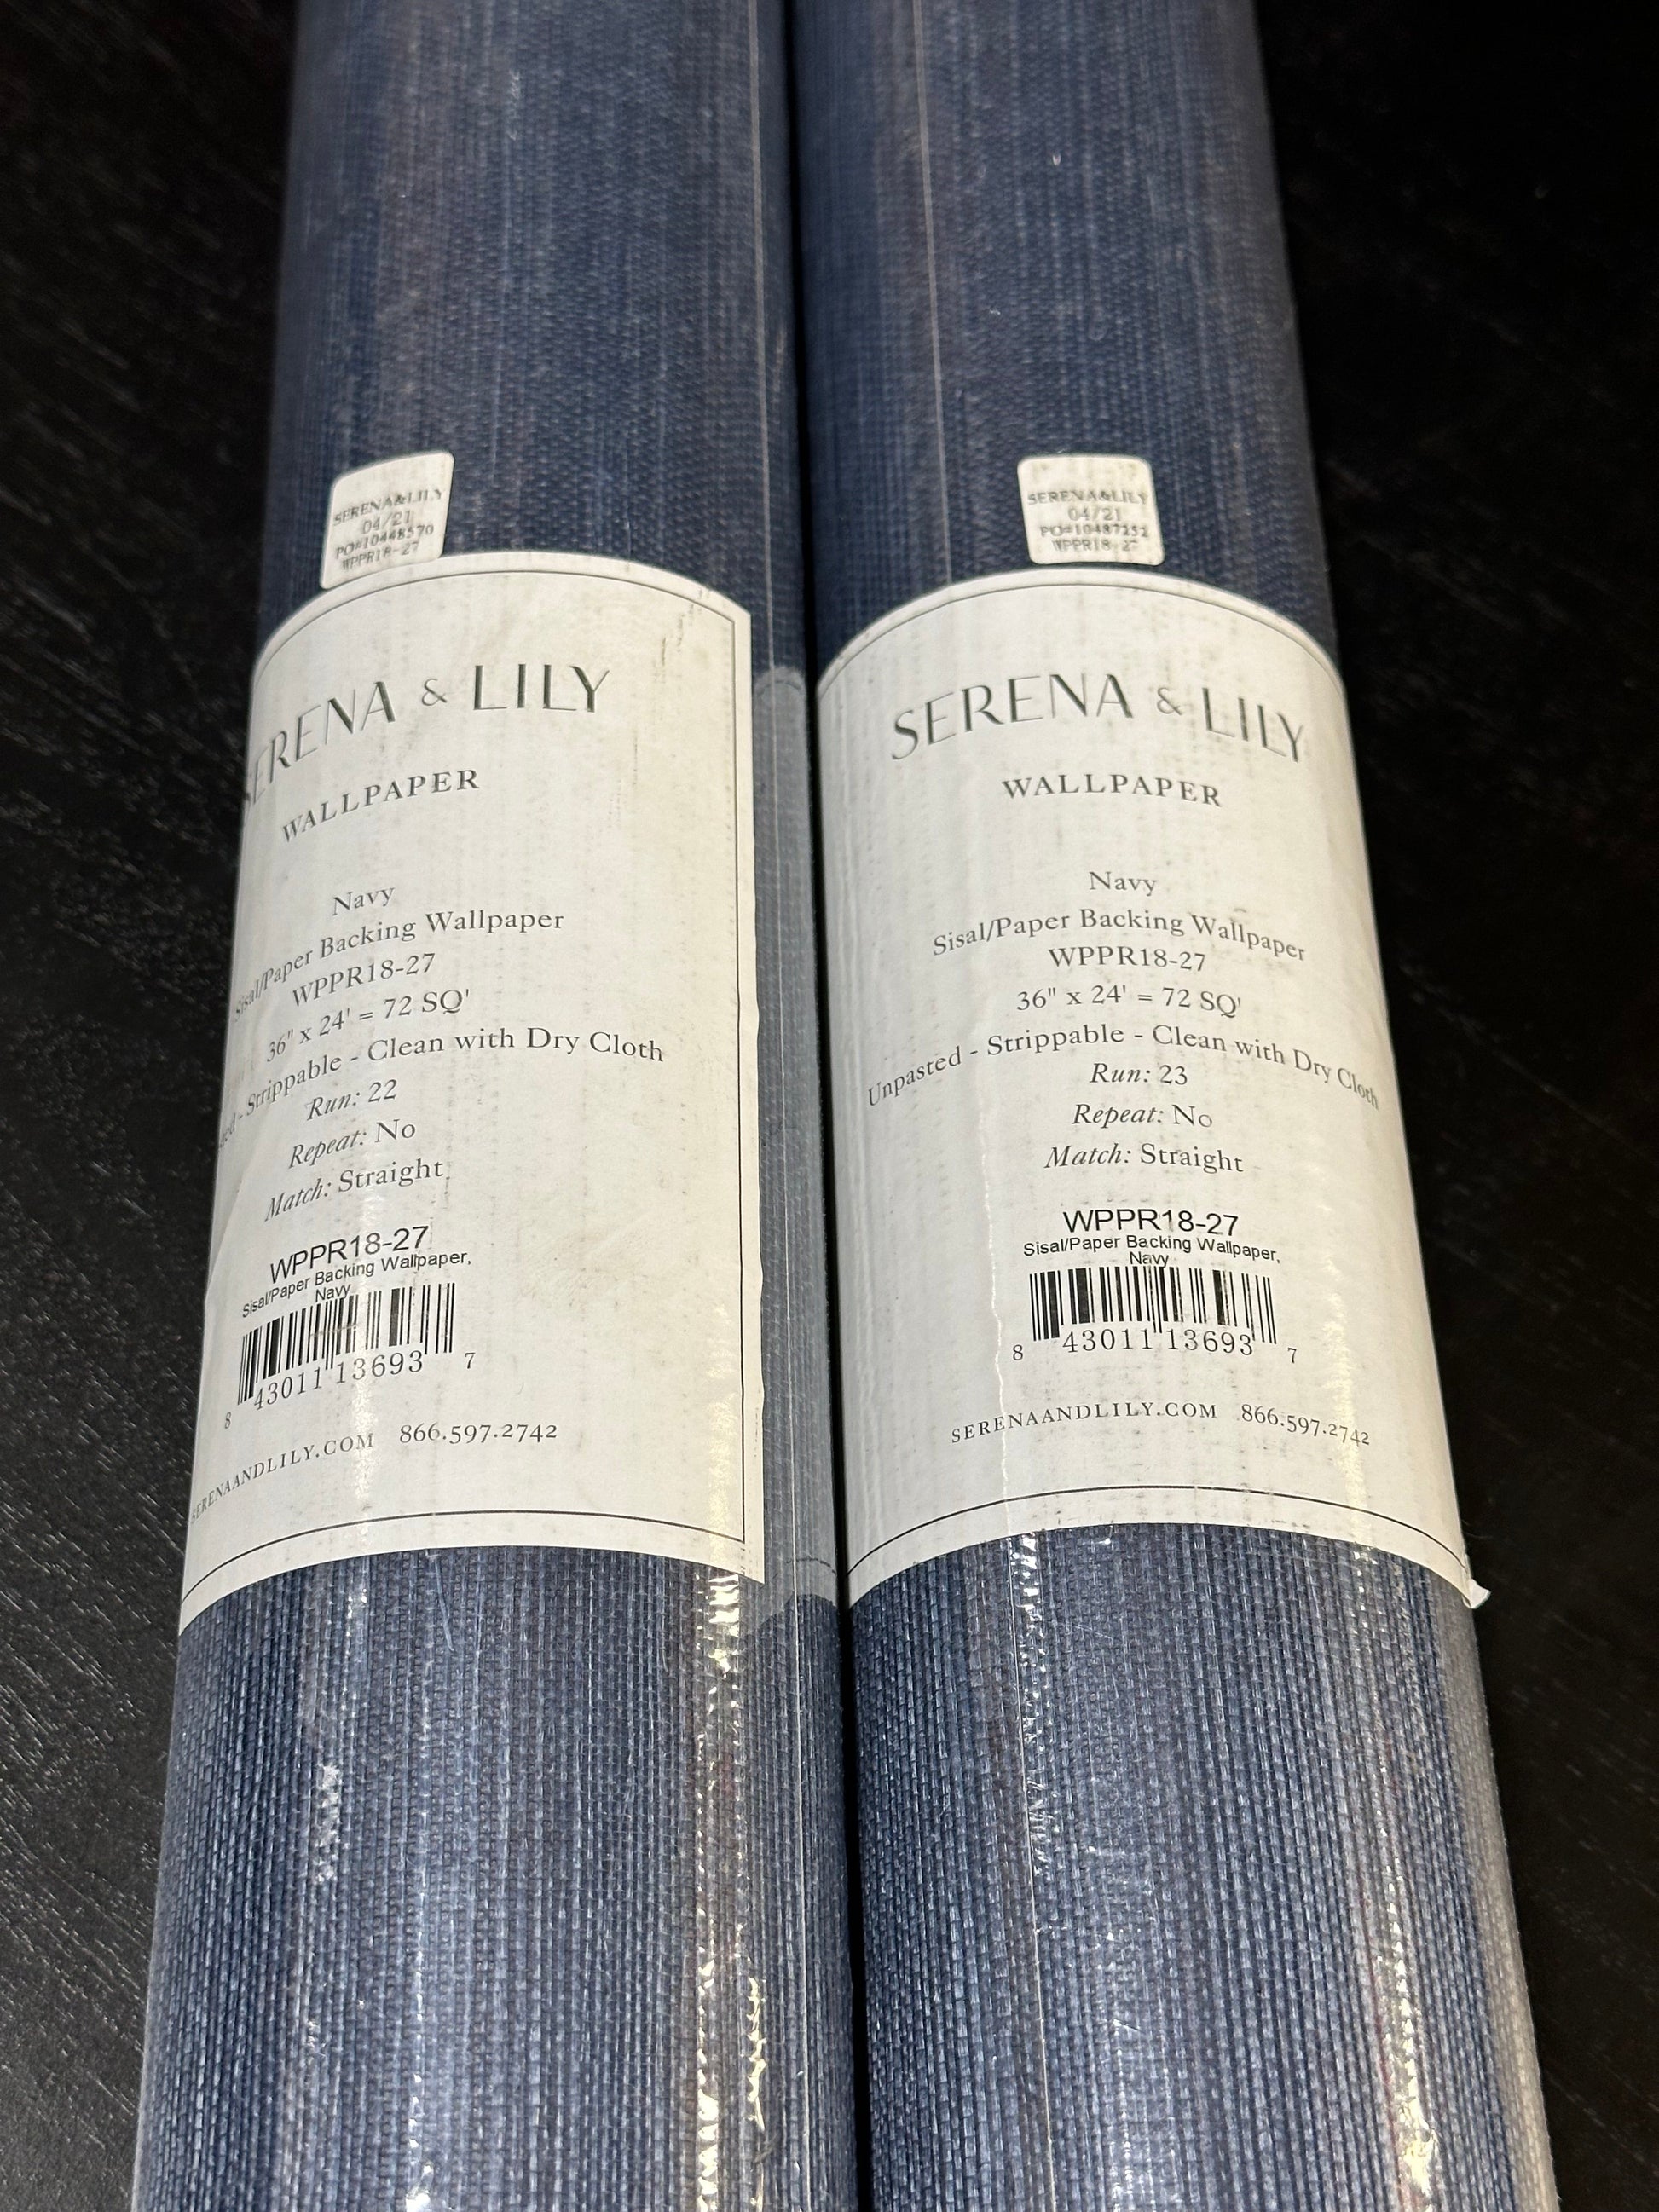 SERENA&LILY
04/21
PO#10448570
WPPR18-27
SERENA & LILY
WALLPAPER
Navy
Sisal/Paper Backing Wallpaper
WPPR18-27
36" x 24' = 72 SQ'
- Strippable - Clean with Dry Cloth
Run: 22
Repeat: No
Match: Straight
WPPR18-27
Sisal/Paper Backing Wallpaper,
Navy
8 43011 13693 7
SERENAANDLILY.COM 866.597.2742
SERENA&LILY
04/21
PO#10487252
WPPR18-27
SERENA & LILY
WALLPAPER
Navy
Sisal/Paper Backing Wallpaper
WPPR18-27
36" x 24' = 72 SQ'
Unpasted - Strippable - Clean with Dry Cloth
Run: 23
Repeat: No
Match: Straight
WPPR18-27
Sisal/Paper Backing Wallpaper,
Navy
8 43011 13693 7
SERENAANDLILY.COM 866.597.2742